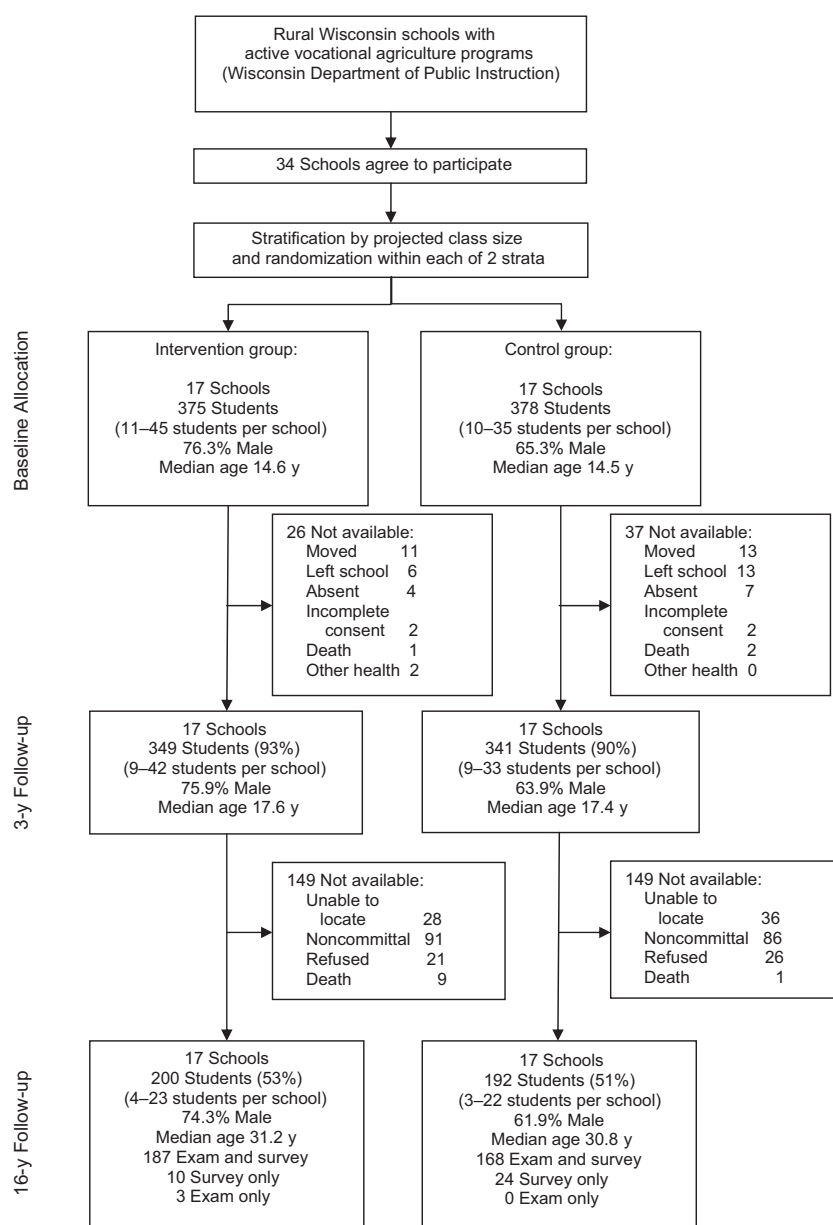 Rural Wisconsin schools with
active vocational agriculture programs
(Wisconsin Department of Public Instruction)
34 Schools agree to participate
Stratification by projected class size
and randomization within each of 2 strata
Baseline Allocation
Intervention group:
17 Schools
375 Students
(11–45 students per school)
76.3% Male
Median age 14.6 y
Control group:
17 Schools
378 Students
(10–35 students per school)
65.3% Male
Median age 14.5 y
26 Not available:
Moved 11
Left school 6
Absent 4
Incomplete
consent 2
Death 1
Other health 2
37 Not available:
Moved 13
Left school 13
Absent 7
Incomplete
consent 2
Death 2
Other health 0
3-y Follow-up
17 Schools
349 Students (93%)
(9–42 students per school)
75.9% Male
Median age 17.6 y
17 Schools
341 Students (90%)
(9–33 students per school)
63.9% Male
Median age 17.4 y
149 Not available:
Unable to
locate 28
Noncommittal 91
Refused 21
Death 9
149 Not available:
Unable to
locate 36
Noncommittal 86
Refused 26
Death 1
16-y Follow-up
17 Schools
200 Students (53%)
(4–23 students per school)
74.3% Male
Median age 31.2 y
187 Exam and survey
10 Survey only
3 Exam only
17 Schools
192 Students (51%)
(3–22 students per school)
61.9% Male
Median age 30.8 y
168 Exam and survey
24 Survey only
0 Exam only